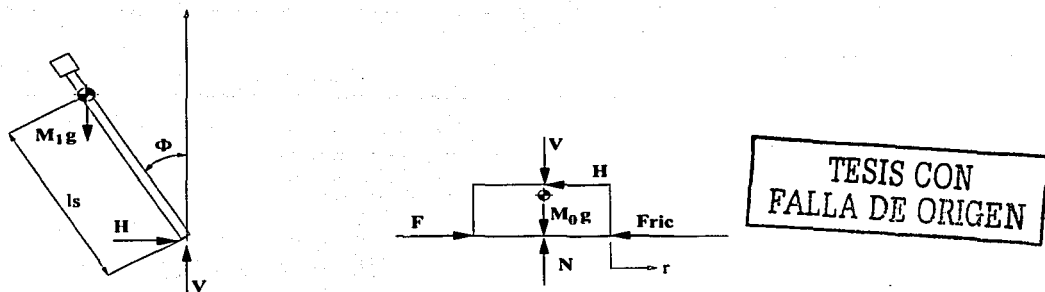 M₁g
Φ
ls
H
V
V
H
M₀g
F
Fric
N
r
TESIS CON
FALLA DE ORIGEN